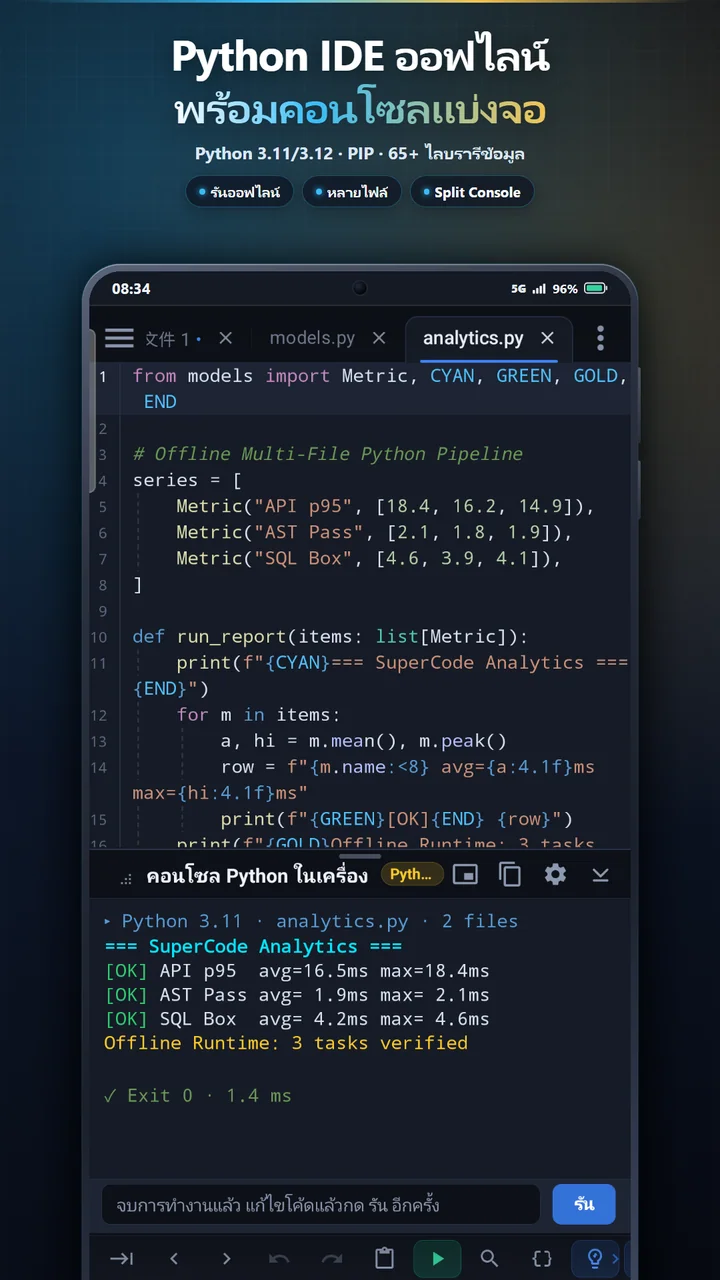 Python IDE ออฟไลน์
พร้อมคอนโซลแบ่งจอ
Python 3.11/3.12 · PIP · 65+ ไลบรารีข้อมูล
รันออฟไลน์
หลายไฟล์
Split Console
08:34
5G 96%
文件 1 • ×
models.py ×
analytics.py ×
1 from models import Metric, CYAN, GREEN, GOLD,
END
2
3 # Offline Multi-File Python Pipeline
4 series = [
5 Metric("API p95", [18.4, 16.2, 14.9]),
6 Metric("AST Pass", [2.1, 1.8, 1.9]),
7 Metric("SQL Box", [4.6, 3.9, 4.1]),
8 ]
9
10 def run_report(items: list[Metric]):
11 print(f"{CYAN}=== SuperCode Analytics ===
{END}")
12 for m in items:
13 a, hi = m.mean(), m.peak()
14 row = f"{m.name:<8} avg={a:4.1f}ms
max={hi:4.1f}ms"
15 print(f"{GREEN}[OK]{END} {row}")
16 print(f"{GOLD}Offline Runtime: 3 tasks
คอนโซล Python ในเครื่อง
Pyth...
▸ Python 3.11 · analytics.py · 2 files
=== SuperCode Analytics ===
[OK] API p95 avg=16.5ms max=18.4ms
[OK] AST Pass avg= 1.9ms max= 2.1ms
[OK] SQL Box avg= 4.2ms max= 4.6ms
Offline Runtime: 3 tasks verified
✓ Exit 0 · 1.4 ms
จบการทำงานแล้ว แก้ไขโค้ดแล้วกด รัน อีกครั้ง
รัน